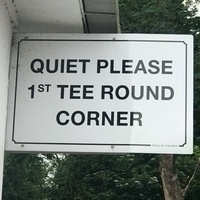 QUIET PLEASE
1ST TEE ROUND
CORNER